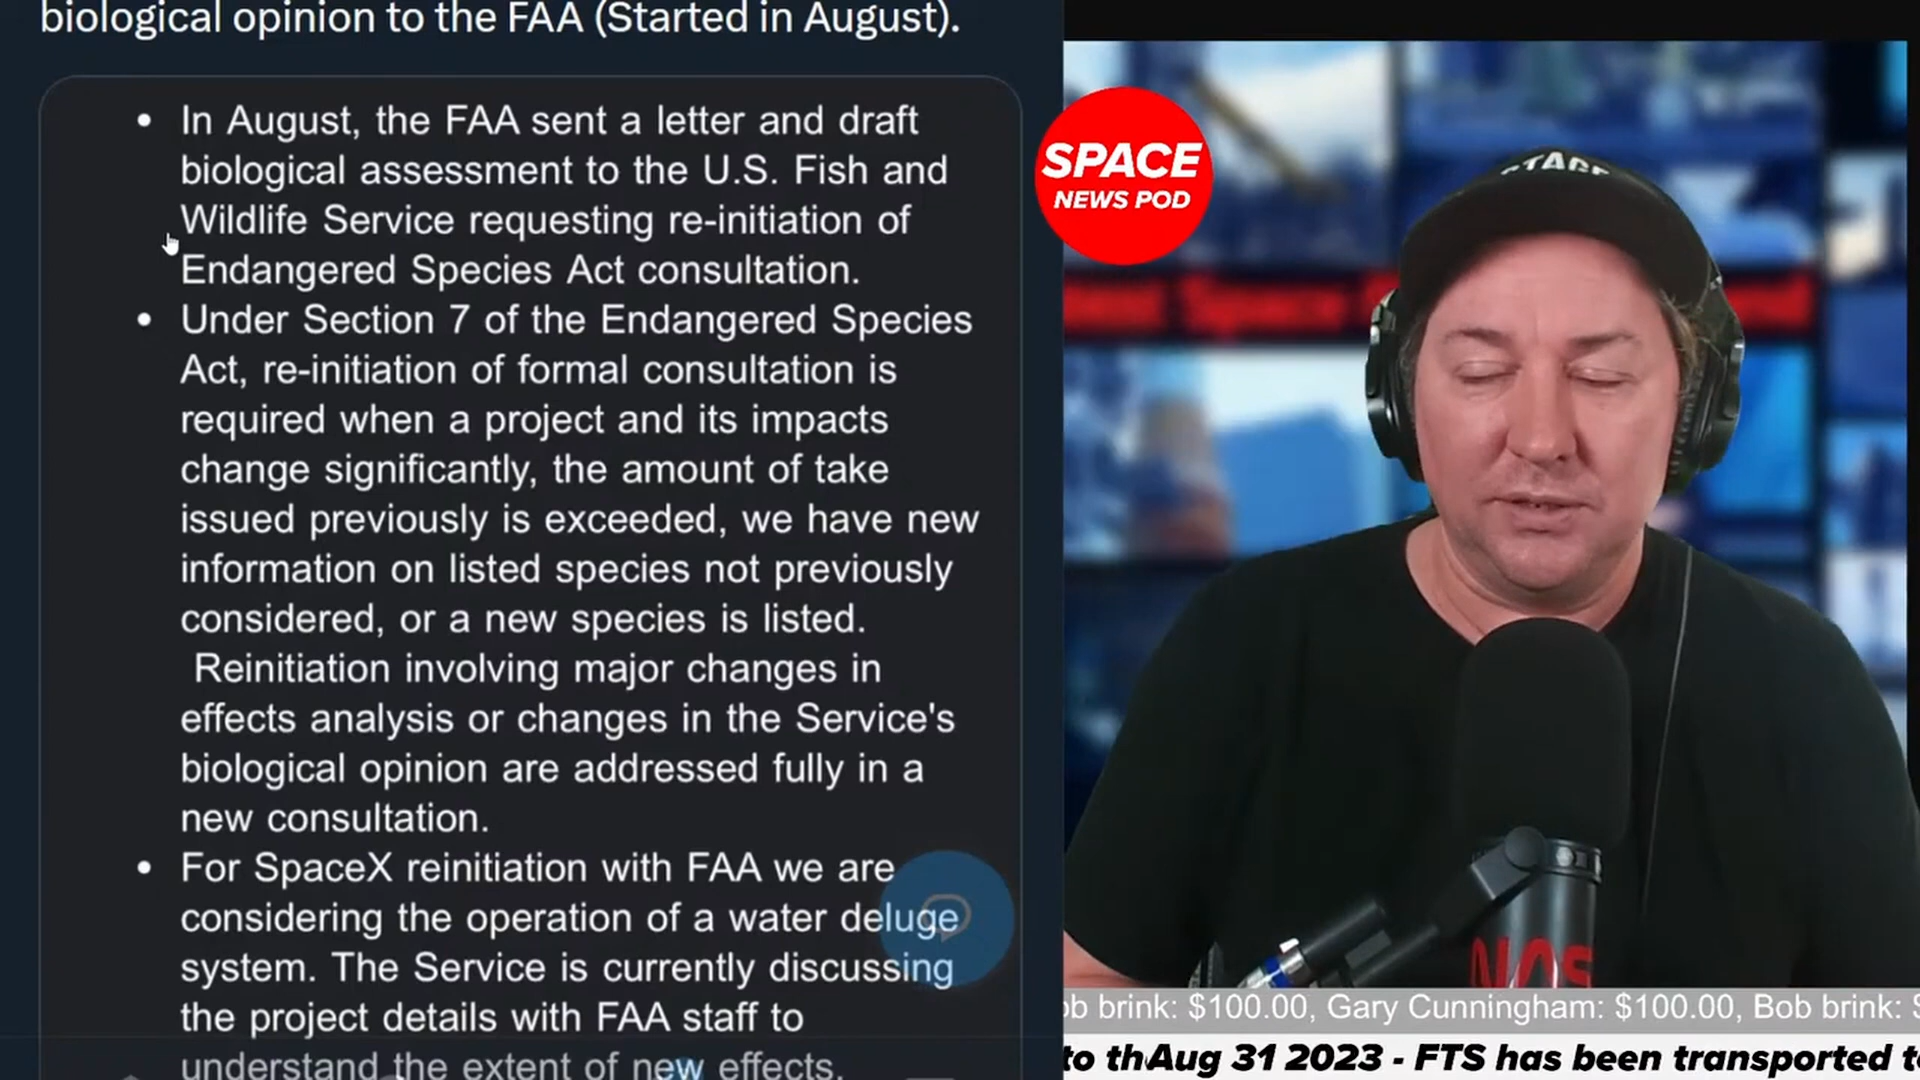 biological opinion to the FAA (Started in August).
• In August, the FAA sent a letter and draft
biological assessment to the U.S. Fish and
Wildlife Service requesting re-initiation of
Endangered Species Act consultation.
• Under Section 7 of the Endangered Species
Act, re-initiation of formal consultation is
required when a project and its impacts
change significantly, the amount of take
issued previously is exceeded, we have new
information on listed species not previously
considered, or a new species is listed.
Reinitiation involving major changes in
effects analysis or changes in the Service's
biological opinion are addressed fully in a
new consultation.
• For SpaceX reinitiation with FAA we are
considering the operation of a water deluge
system. The Service is currently discussing
the project details with FAA staff to
understand the extent of new effects.
SPACE
NEWS POD
STAGE
ob brink: $100.00, Gary Cunningham: $100.00, Bob brink: $
to thAug 31 2023 - FTS has been transported t